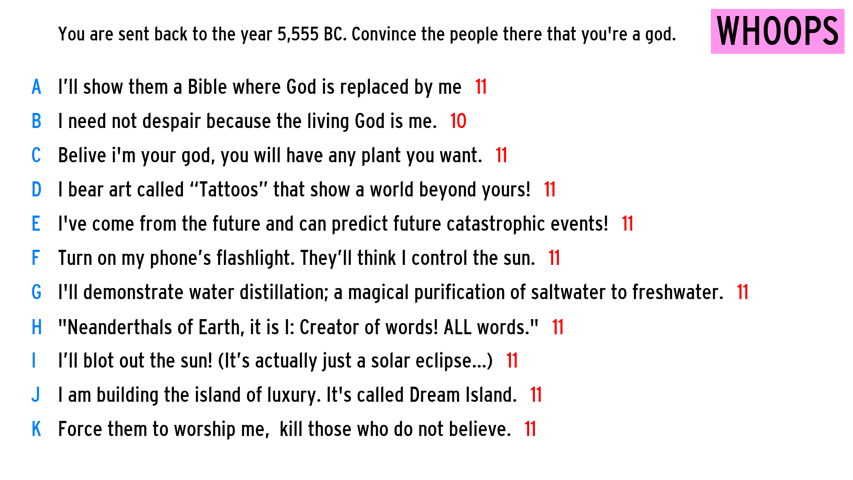 You are sent back to the year 5,555 BC. Convince the people there that you're a god.
WHOOPS
A I’ll show them a Bible where God is replaced by me 11
B I need not despair because the living God is me. 10
C Belive i'm your god, you will have any plant you want. 11
D I bear art called “Tattoos” that show a world beyond yours! 11
E I've come from the future and can predict future catastrophic events! 11
F Turn on my phone’s flashlight. They’ll think I control the sun. 11
G I'll demonstrate water distillation; a magical purification of saltwater to freshwater. 11
H "Neanderthals of Earth, it is I: Creator of words! ALL words." 11
I I’ll blot out the sun! (It’s actually just a solar eclipse...) 11
J I am building the island of luxury. It's called Dream Island. 11
K Force them to worship me,  kill those who do not believe. 11